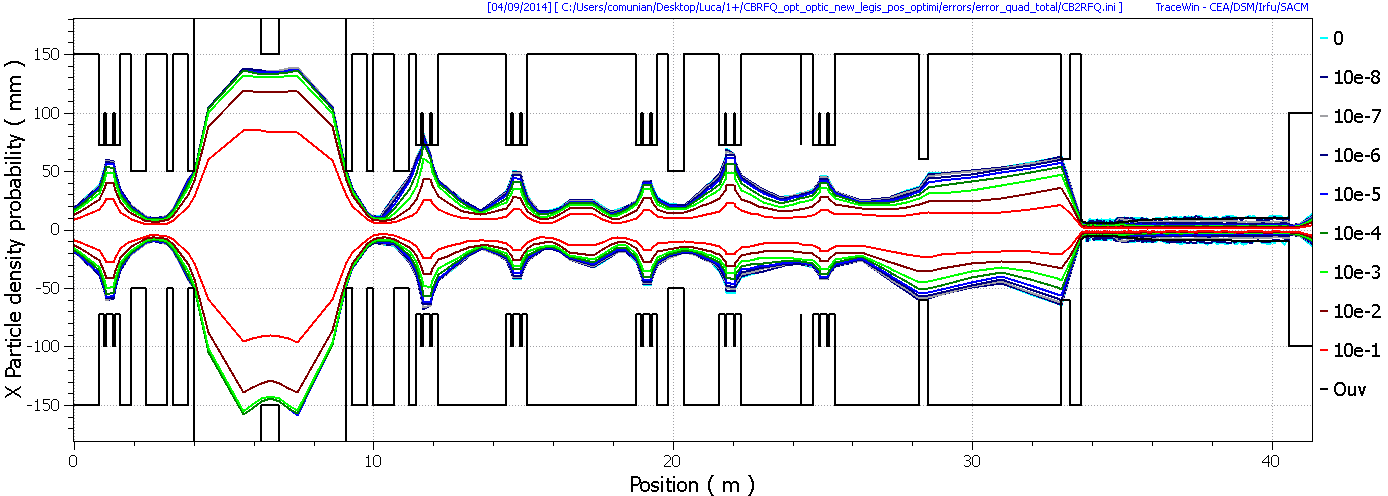 [04/09/2014] [ C:/Users/comunian/Desktop/Luca/1+/CBRFQ_opt_optic_new_legis_pos_optimi/errors/error_quad_total/CB2RFQ.ini ] TraceWin - CEA/DSM/Irfu/SACM
X Particle density probability ( mm )
150
100
50
0
-50
-100
-150
0
10
20
30
40
Position ( m )
0
10e-8
10e-7
10e-6
10e-5
10e-4
10e-3
10e-2
10e-1
Ouv